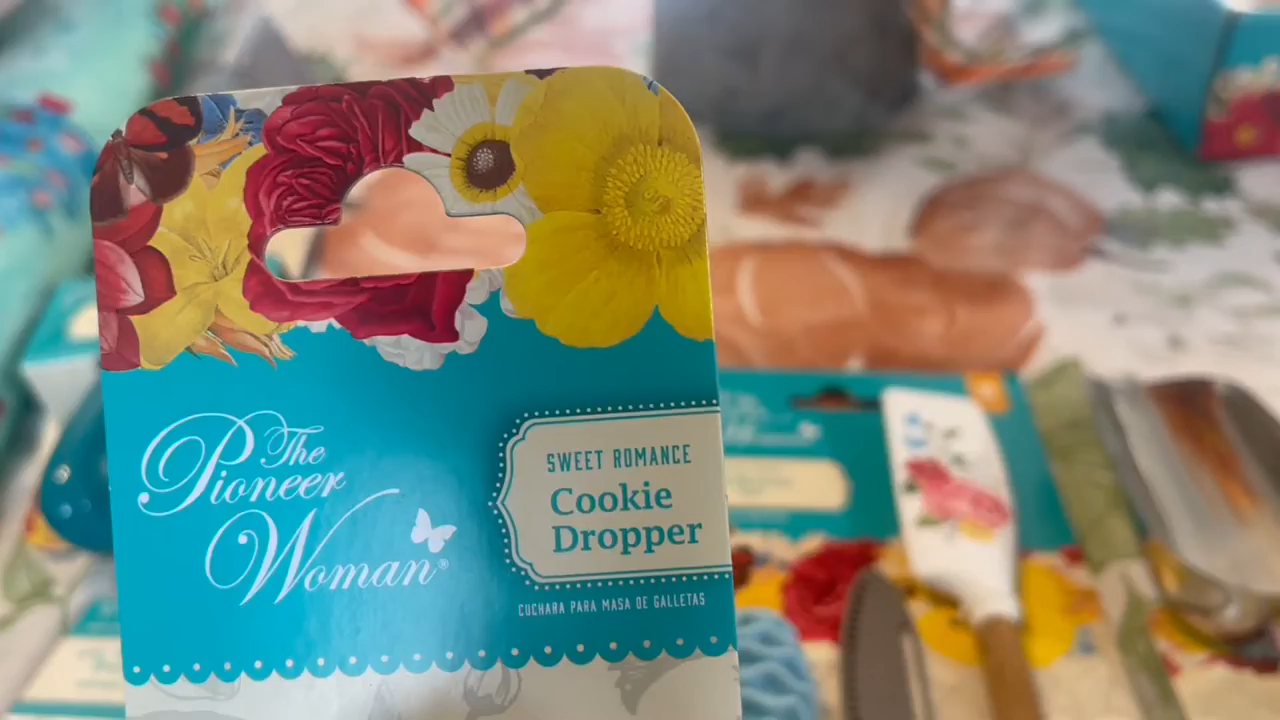 The
Pioneer
Woman®
SWEET ROMANCE
Cookie
Dropper
CUCHARA PARA MASA DE GALLETAS